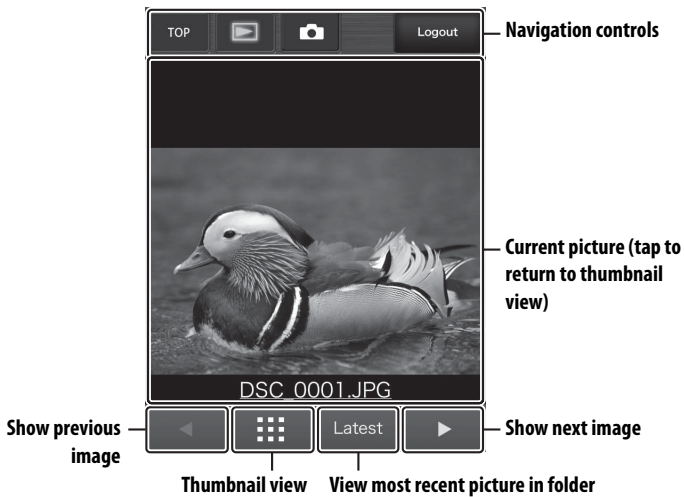 TOP
Logout
Navigation controls
Current picture (tap to
return to thumbnail
view)
DSC_0001.JPG
Show previous
image
Latest
Show next image
Thumbnail view
View most recent picture in folder